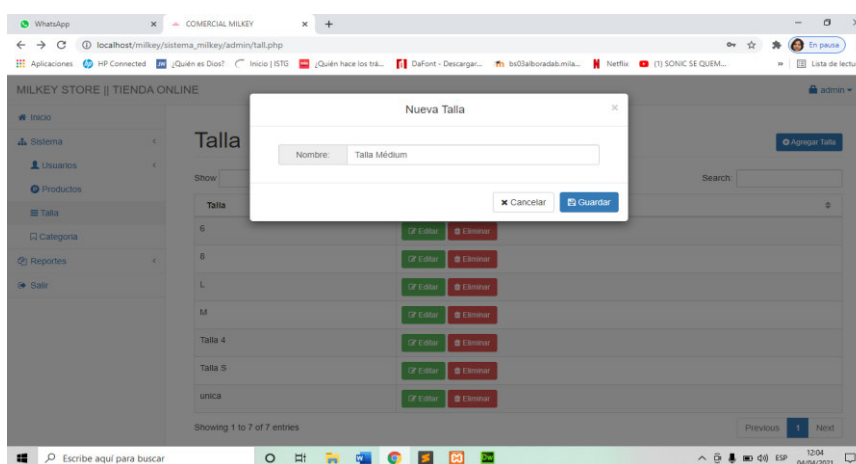 WhatsApp
COMERCIAL MILKEY
localhost/milkey/sistema_milkey/admin/tall.php
En pausa
Aplicaciones
HP Connected
¿Quién es Dios?
Inicio | ISTG
¿Quién hace los trá...
DaFont - Descargar...
bs03alboradab.mila...
Netflix
(1) SONIC SE QUEM...
»
Lista de lectu
MILKEY STORE || TIENDA ONLINE
admin
Inicio
Sistema
Usuarios
Productos
Talla
Categoria
Reportes
Salir
Nueva Talla
×
Nombre:
Talla Médium
Cancelar
Guardar
Talla
Agregar Talla
Show
Search:
Talla
6
Editar
Eliminar
8
Editar
Eliminar
L
Editar
Eliminar
M
Editar
Eliminar
Talla 4
Editar
Eliminar
Talla S
Editar
Eliminar
unica
Editar
Eliminar
Showing 1 to 7 of 7 entries
Previous
1
Next
Escribe aquí para buscar
ESP
12:04
04/04/2021